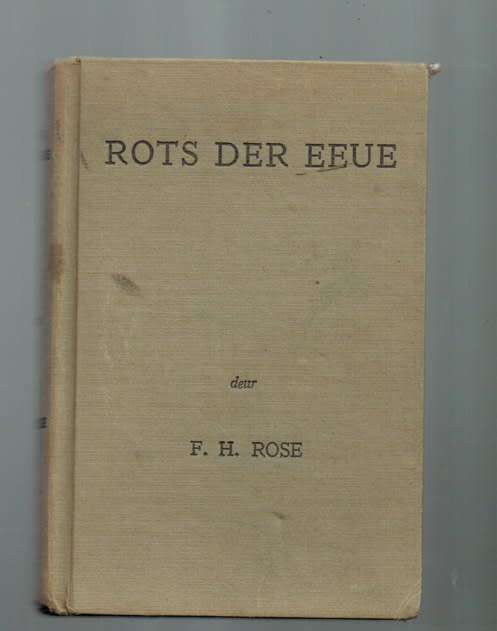 ROTS DER EEUE
deur
F. H. ROSE